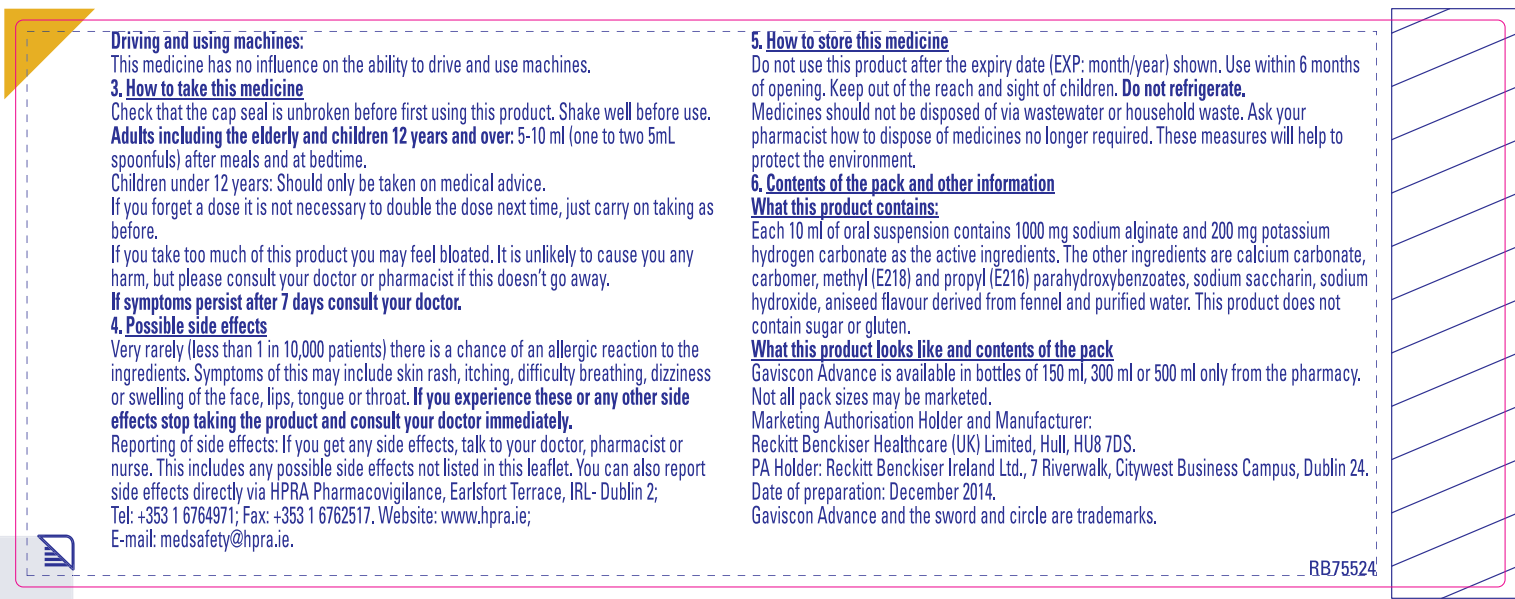 Driving and using machines:
This medicine has no influence on the ability to drive and use machines.
3. How to take this medicine
Check that the cap seal is unbroken before first using this product. Shake well before use.
Adults including the elderly and children 12 years and over: 5-10 ml (one to two 5mL
spoonfuls) after meals and at bedtime.
Children under 12 years: Should only be taken on medical advice.
If you forget a dose it is not necessary to double the dose next time, just carry on taking as
before.
If you take too much of this product you may feel bloated. It is unlikely to cause you any
harm, but please consult your doctor or pharmacist if this doesn't go away.
If symptoms persist after 7 days consult your doctor.
4. Possible side effects
Very rarely (less than 1 in 10,000 patients) there is a chance of an allergic reaction to the
ingredients. Symptoms of this may include skin rash, itching, difficulty breathing, dizziness
or swelling of the face, lips, tongue or throat. If you experience these or any other side
effects stop taking the product and consult your doctor immediately.
Reporting of side effects: If you get any side effects, talk to your doctor, pharmacist or
nurse. This includes any possible side effects not listed in this leaflet. You can also report
side effects directly via HPRA Pharmacovigilance, Earlsfort Terrace, IRL- Dublin 2;
Tel: +353 1 6764971; Fax: +353 1 6762517. Website: www.hpra.ie;
E-mail: medsafety@hpra.ie.
5. How to store this medicine
Do not use this product after the expiry date (EXP: month/year) shown. Use within 6 months
of opening. Keep out of the reach and sight of children. Do not refrigerate.
Medicines should not be disposed of via wastewater or household waste. Ask your
pharmacist how to dispose of medicines no longer required. These measures will help to
protect the environment.
6. Contents of the pack and other information
What this product contains:
Each 10 ml of oral suspension contains 1000 mg sodium alginate and 200 mg potassium
hydrogen carbonate as the active ingredients. The other ingredients are calcium carbonate,
carbomer, methyl (E218) and propyl (E216) parahydroxybenzoates, sodium saccharin, sodium
hydroxide, aniseed flavour derived from fennel and purified water. This product does not
contain sugar or gluten.
What this product looks like and contents of the pack
Gaviscon Advance is available in bottles of 150 ml, 300 ml or 500 ml only from the pharmacy.
Not all pack sizes may be marketed.
Marketing Authorisation Holder and Manufacturer:
Reckitt Benckiser Healthcare (UK) Limited, Hull, HU8 7DS.
PA Holder: Reckitt Benckiser Ireland Ltd., 7 Riverwalk, Citywest Business Campus, Dublin 24.
Date of preparation: December 2014.
Gaviscon Advance and the sword and circle are trademarks.
RB75524